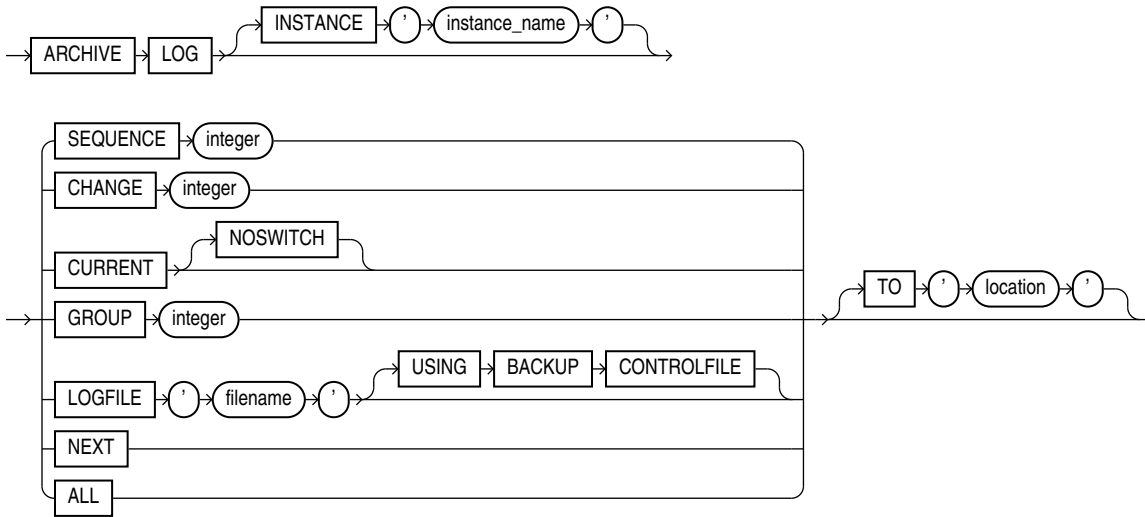 INSTANCE ’ instance_name ’
ARCHIVE LOG
SEQUENCE integer
CHANGE integer
NOSWITCH
CURRENT
TO ’ location ’
GROUP integer
USING BACKUP CONTROLFILE
LOGFILE ’ filename ’
NEXT
ALL